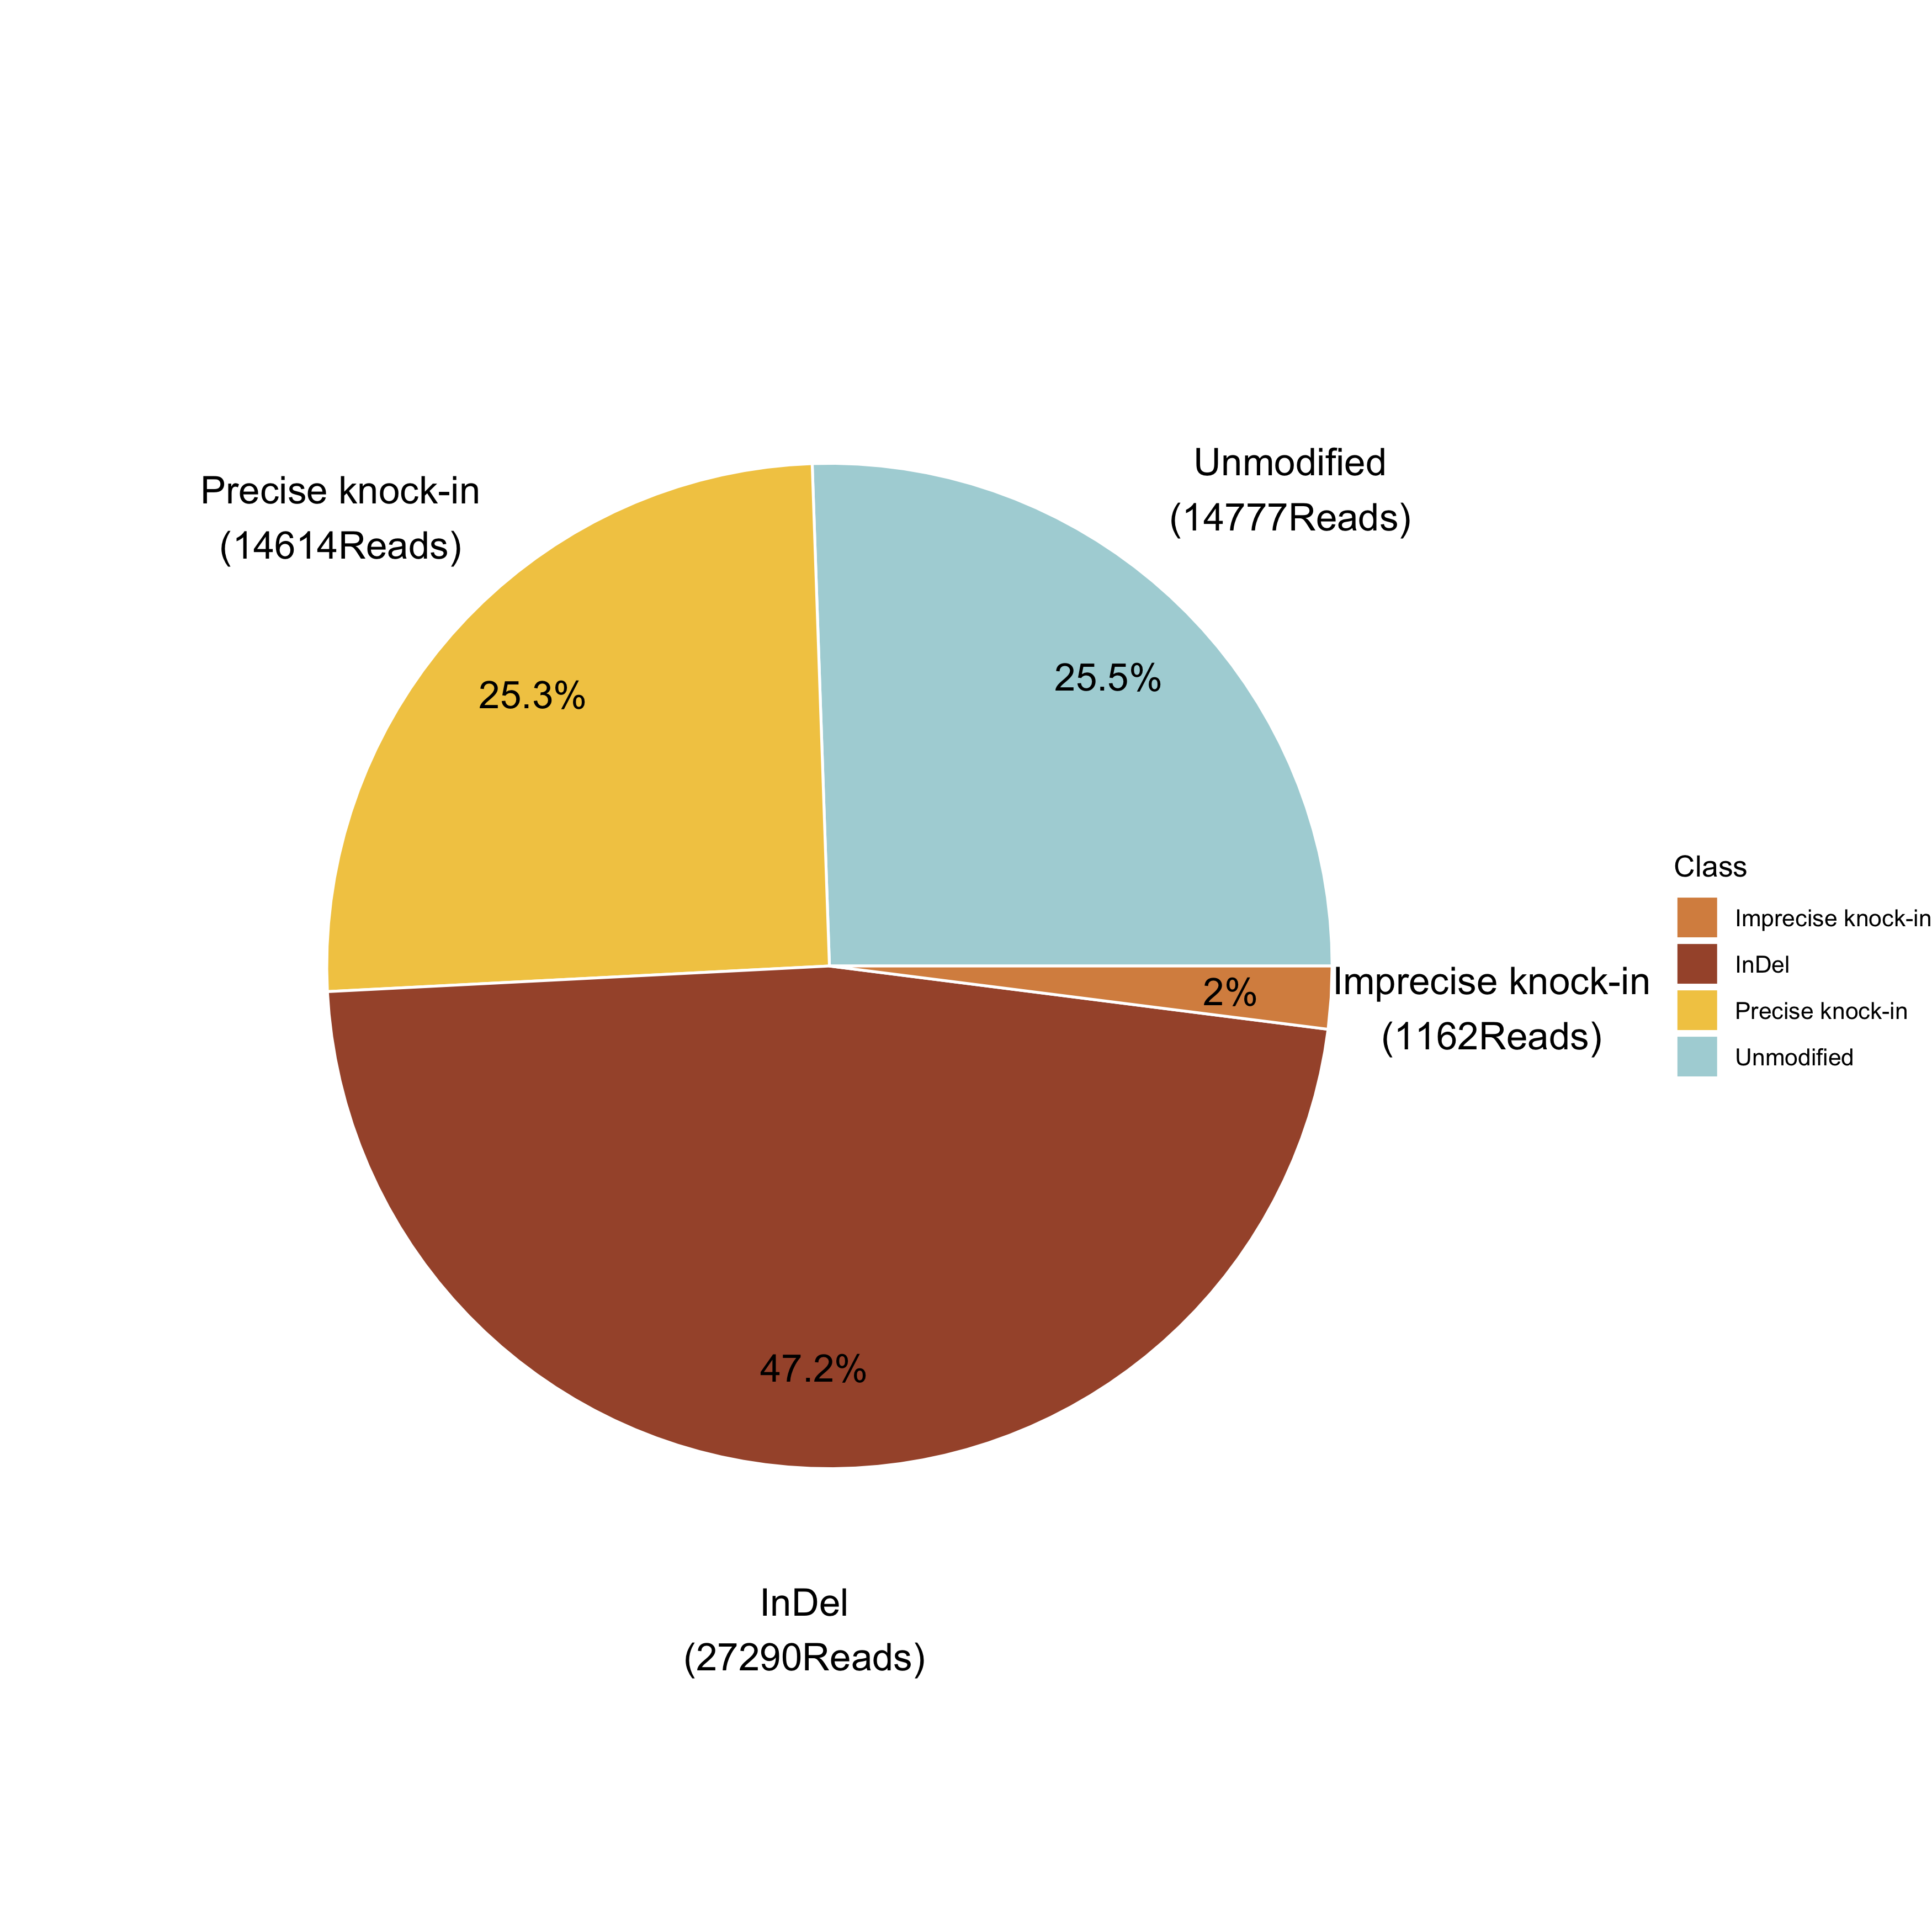 Unmodified
(14777Reads)
Precise knock-in
(14614Reads)
25.5%
25.3%
Class
Imprecise knock-in
InDel
Precise knock-in
Unmodified
2%
Imprecise knock-in
(1162Reads)
47.2%
InDel
(27290Reads)